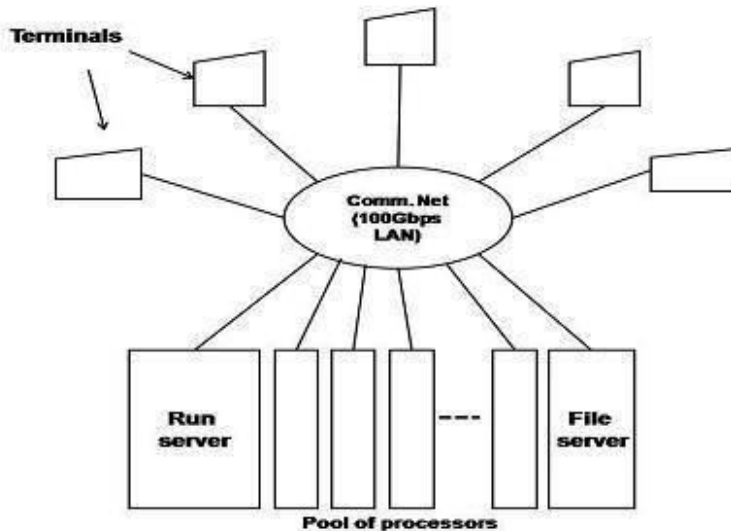 Terminals
Comm. Net
(100Gbps
LAN)
Run
server
File
server
Pool of processors